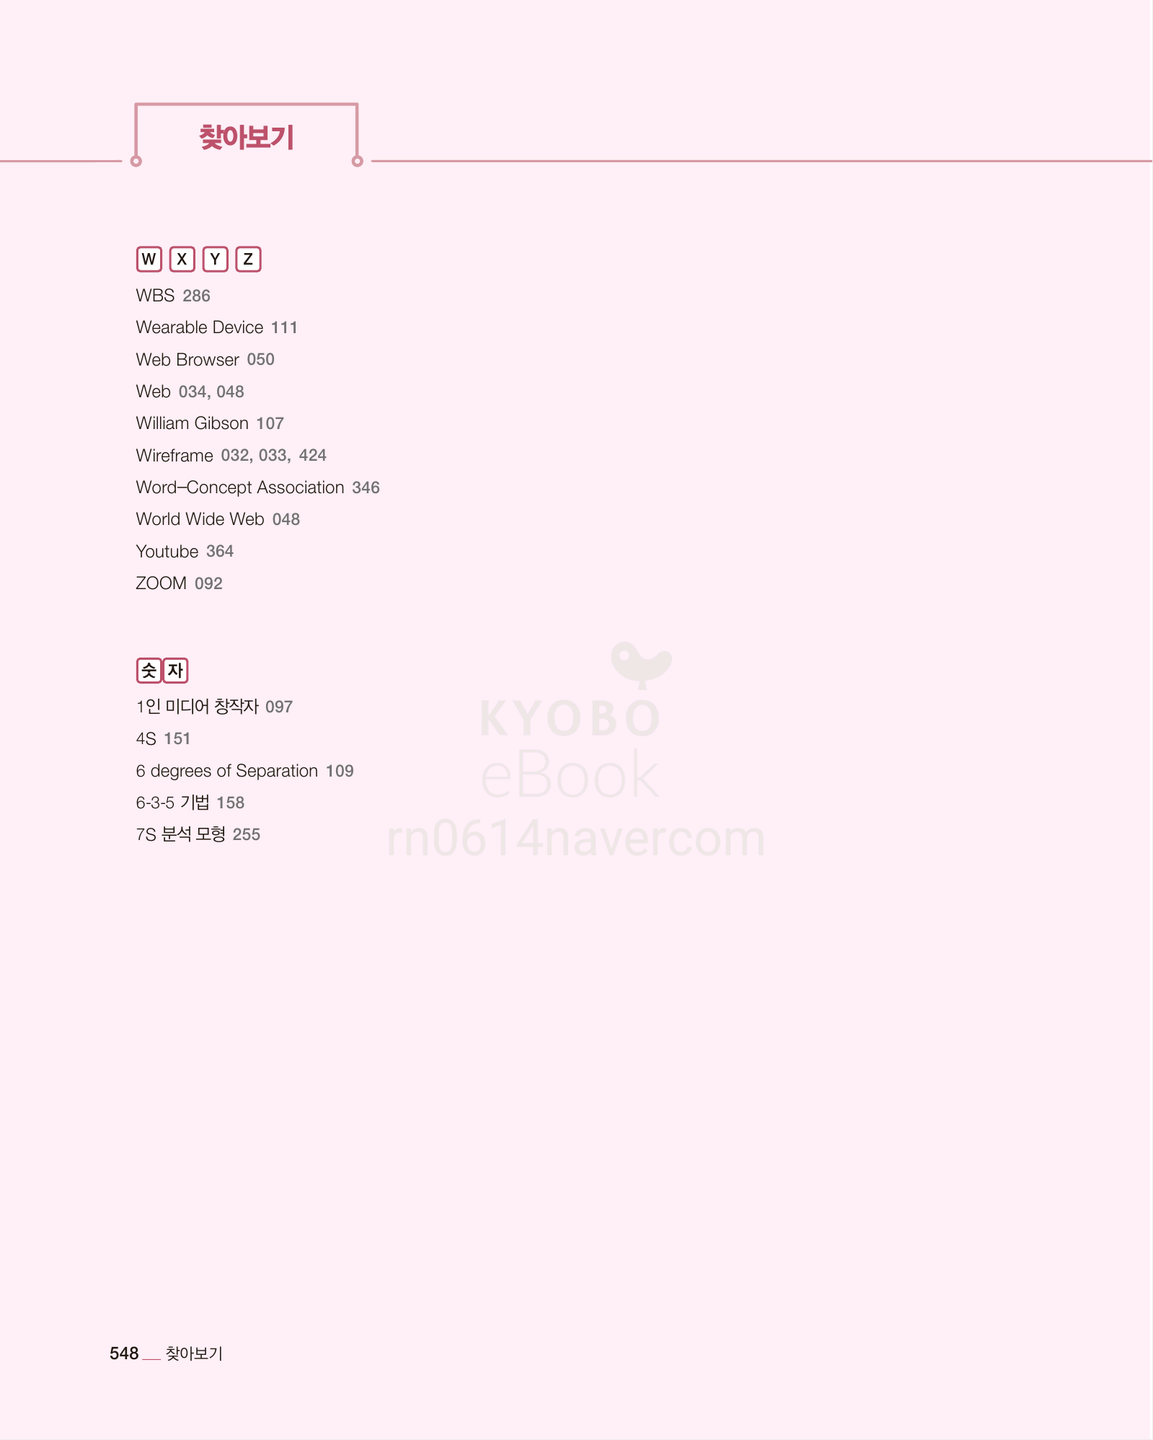 찾아보기
W X Y Z
WBS 286
Wearable Device 111
Web Browser 050
Web 034, 048
William Gibson 107
Wireframe 032, 033, 424
Word–Concept Association 346
World Wide Web 048
Youtube 364
ZOOM 092
숫자
1인 미디어 창작자 097
4S 151
6 degrees of Separation 109
6-3-5 기법 158
7S 분석 모형 255
KYOBO
eBook
rn0614navercom
548 __ 찾아보기